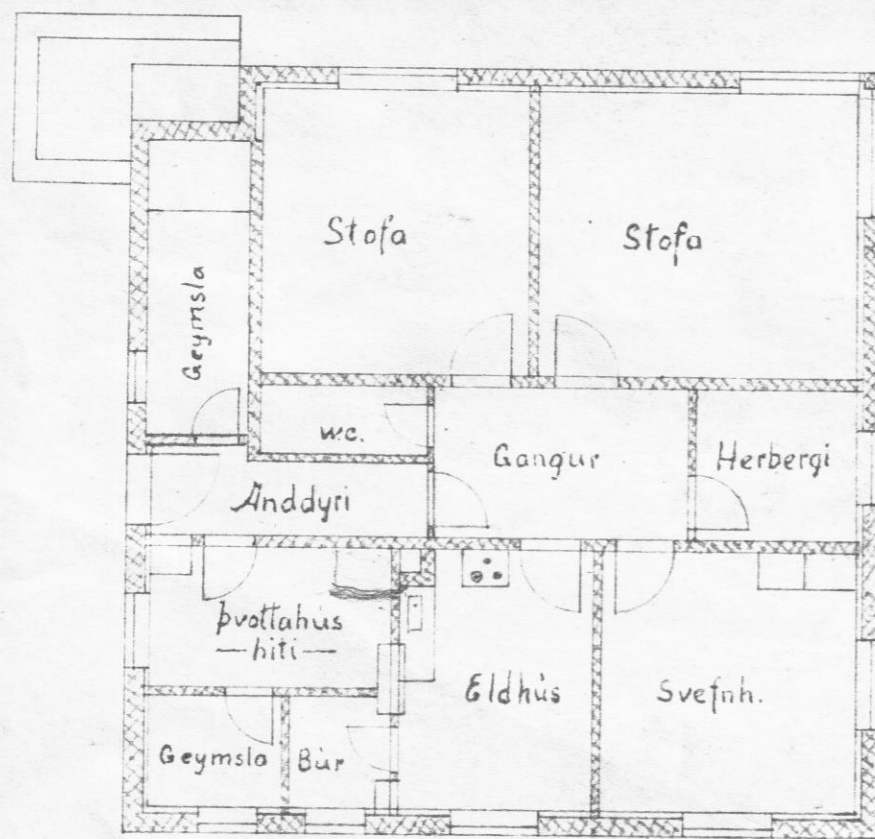 Stofa
Stofa
Geymsla
w.c.
Gangur
Herbergi
Anddyri
Þvottahús
— hiti —
Eldhús
Svefnh.
Geymsla
Búr